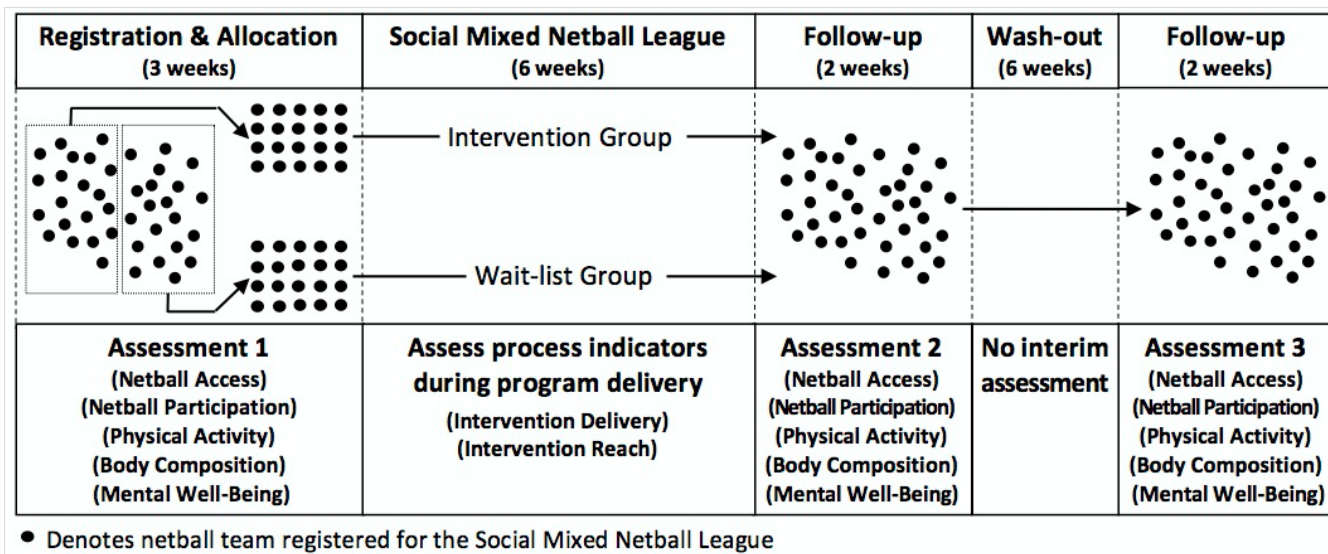 Registration & Allocation
(3 weeks)
Social Mixed Netball League
(6 weeks)
Follow-up
(2 weeks)
Wash-out
(6 weeks)
Follow-up
(2 weeks)
Intervention Group
Wait-list Group
Assessment 1
(Netball Access)
(Netball Participation)
(Physical Activity)
(Body Composition)
(Mental Well-Being)
Assess process indicators
during program delivery
(Intervention Delivery)
(Intervention Reach)
Assessment 2
(Netball Access)
(Netball Participation)
(Physical Activity)
(Body Composition)
(Mental Well-Being)
No interim
assessment
Assessment 3
(Netball Access)
(Netball Participation)
(Physical Activity)
(Body Composition)
(Mental Well-Being)
● Denotes netball team registered for the Social Mixed Netball League